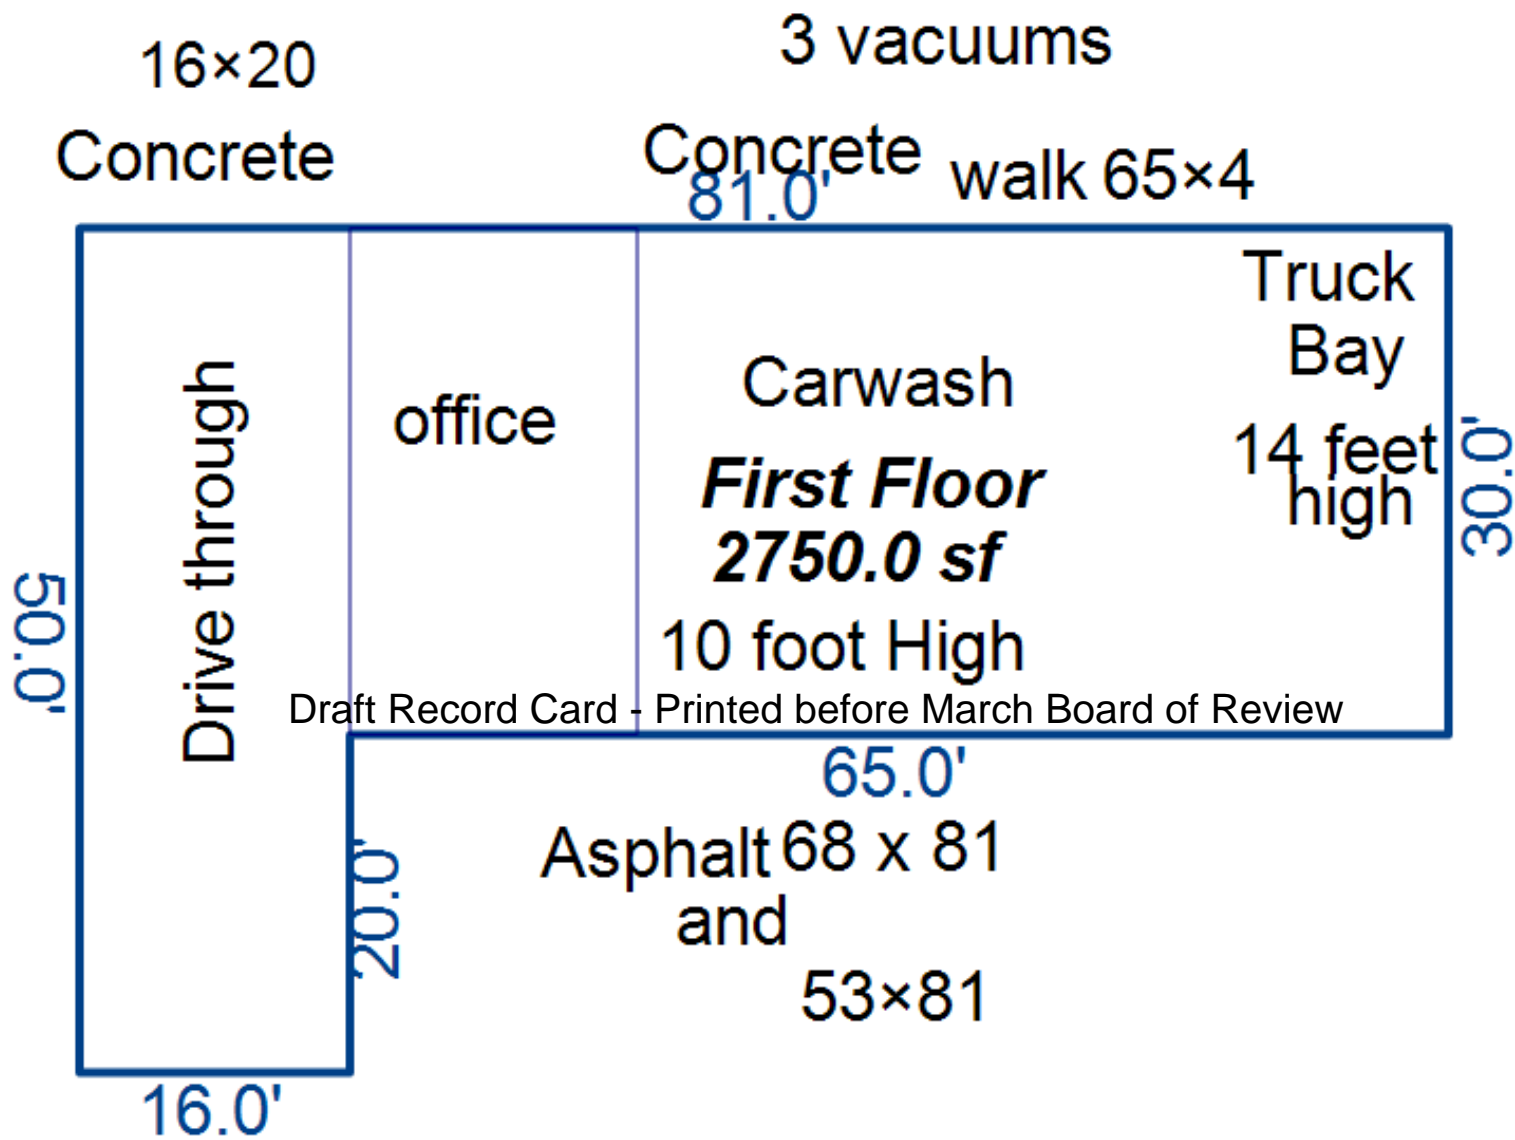 3 vacuums
16×20
Concrete
Concrete
walk 65×4
81.0'
Truck
Bay
14 feet
high
30.0'
Carwash
First Floor
2750.0 sf
10 foot High
office
Drive through
50.0'
Draft Record Card - Printed before March Board of Review
65.0'
Asphalt 68 x 81
and
53×81
20.0'
16.0'